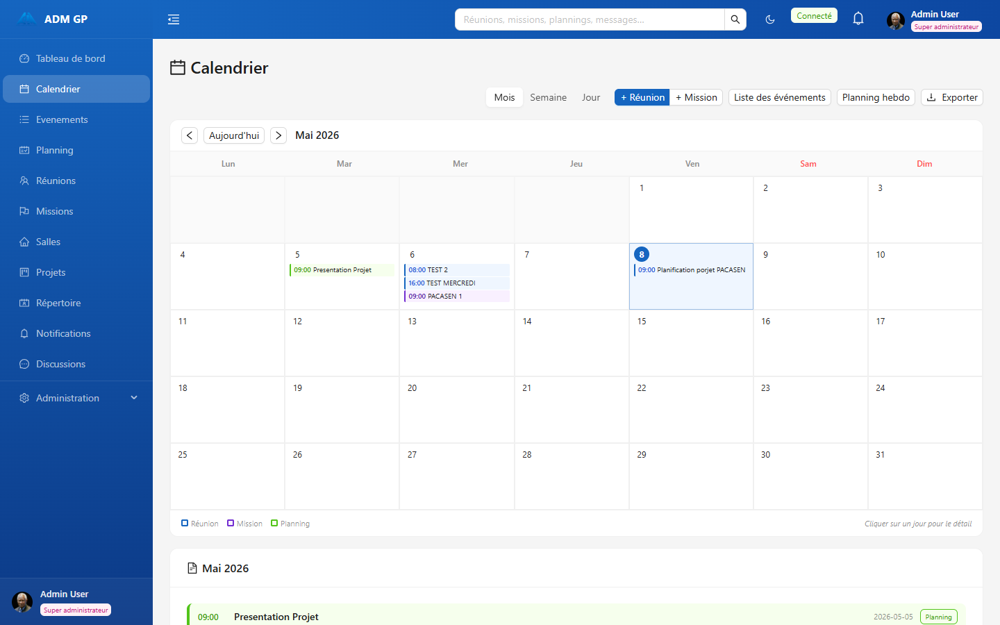 ADM GP
Réunions, missions, plannings, messages...
Connecté
Admin User
Super administrateur
Tableau de bord
Calendrier
Evenements
Planning
Réunions
Missions
Salles
Projets
Répertoire
Notifications
Discussions
Administration
Admin User
Super administrateur
Calendrier
Mois Semaine Jour + Réunion + Mission Liste des événements Planning hebdo Exporter
Aujourd'hui Mai 2026
Lun Mar Mer Jeu Ven Sam Dim
1 2 3
4 5 6 7 8 9 10
09:00 Presentation Projet
08:00 TEST 2
16:00 TEST MERCREDI
09:00 PACASEN 1
09:00 Planification porjet PACASEN
11 12 13 14 15 16 17
18 19 20 21 22 23 24
25 26 27 28 29 30 31
Réunion Mission Planning
Cliquer sur un jour pour le détail
Mai 2026
09:00 Presentation Projet 2026-05-05 Planning